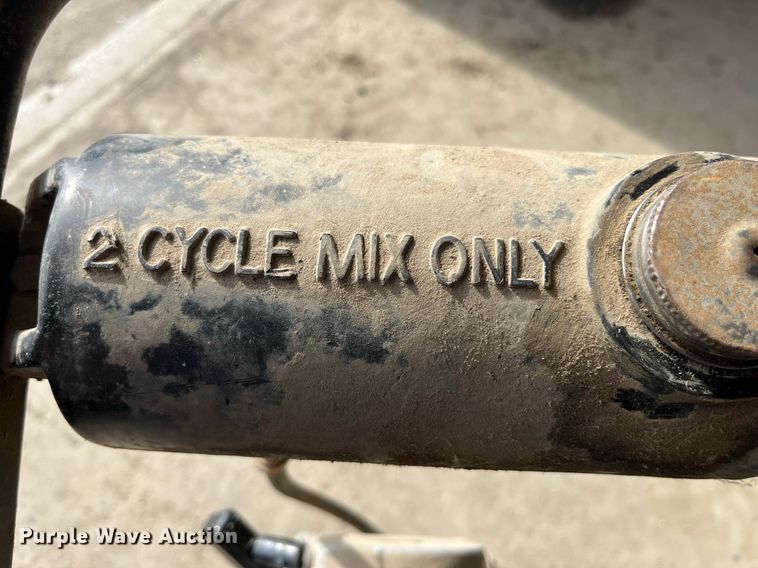 2 CYCLE MIX ONLY
Purple Wave Auction